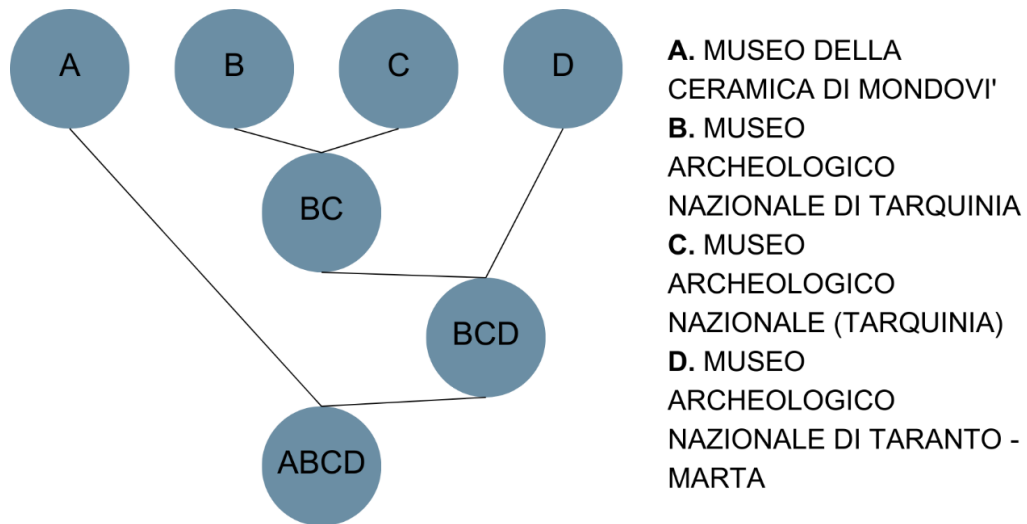 A
B
C
D
BC
BCD
ABCD
A. MUSEO DELLA
CERAMICA DI MONDOVI'
B. MUSEO
ARCHEOLOGICO
NAZIONALE DI TARQUINIA
C. MUSEO
ARCHEOLOGICO
NAZIONALE (TARQUINIA)
D. MUSEO
ARCHEOLOGICO
NAZIONALE DI TARANTO -
MARTA